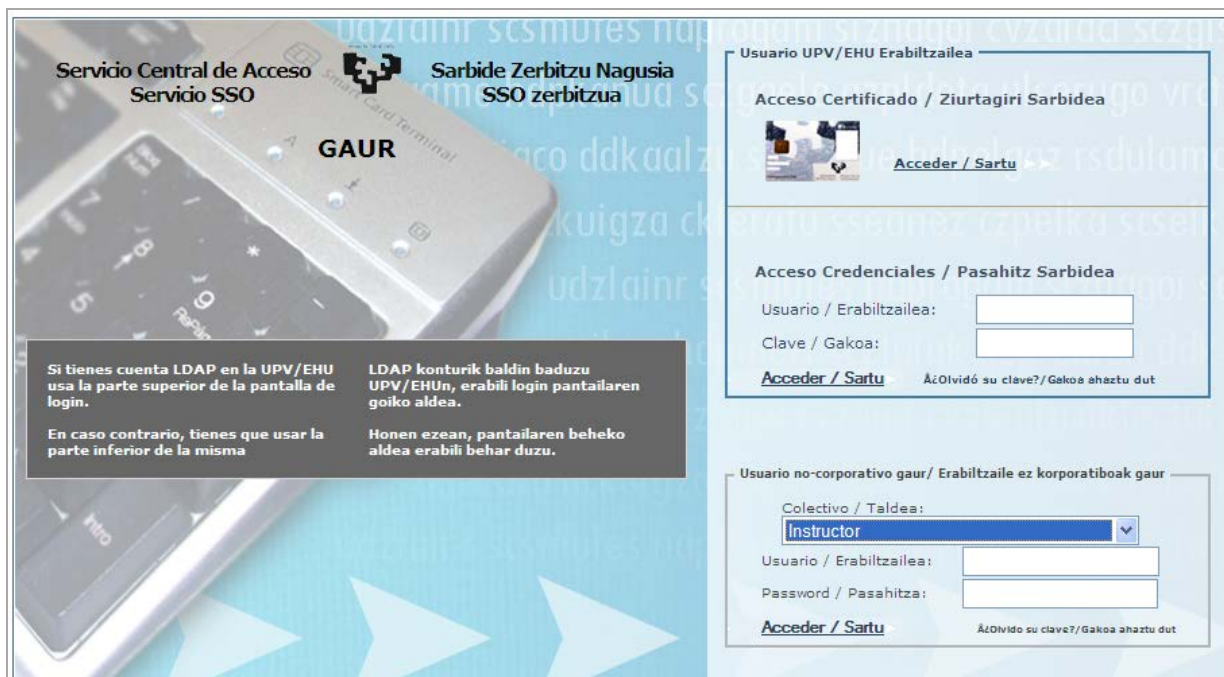 Servicio Central de Acceso
Servicio SSO
Sarbide Zerbitzu Nagusia
SSO zerbitzua
GAUR
Smart Card Terminal
Si tienes cuenta LDAP en la UPV/EHU
usa la parte superior de la pantalla de
login.
En caso contrario, tienes que usar la
parte inferior de la misma
LDAP konturik baldin baduzu
UPV/EHUn, erabili login pantailaren
goiko aldea.
Honen ezean, pantailaren beheko
aldea erabili behar duzu.
Intro
Usuario UPV/EHU Erabiltzailea
Acceso Certificado / Ziurtagiri Sarbidea
Acceder / Sartu
Acceso Credenciales / Pasahitz Sarbidea
Usuario / Erabiltzailea:
Clave / Gakoa:
Acceder / Sartu Â¿Olvidó su clave?/Gakoa ahaztu dut
Usuario no-corporativo gaur/ Erabiltzaile ez korporatiboak gaur
Colectivo / Taldea:
Instructor
Usuario / Erabiltzailea:
Password / Pasahitza:
Acceder / Sartu Â¿Olvido su clave?/Gakoa ahaztu dut